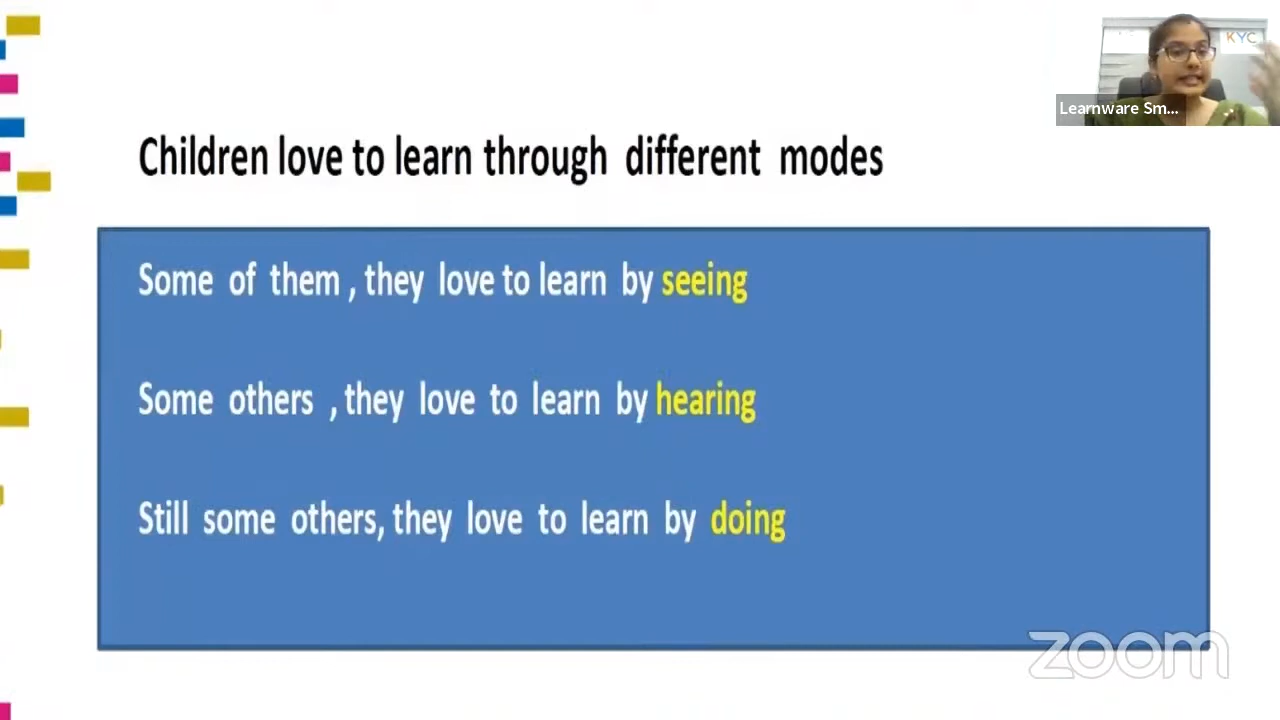 KYC
Learnware Sm...
Children love to learn through different modes
Some of them , they love to learn by seeing
Some others , they love to learn by hearing
Still some others, they love to learn by doing
zoom